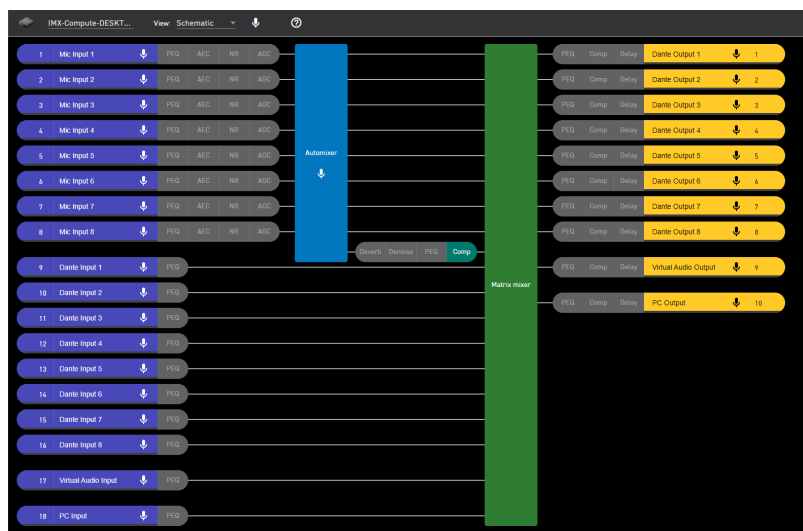 IMX-Compute-DESKT... View: Schematic
1 Mic Input 1 PEQ AEC NR AGC PEQ Comp Delay Dante Output 1 1
2 Mic Input 2 PEQ AEC NR AGC PEQ Comp Delay Dante Output 2 2
3 Mic Input 3 PEQ AEC NR AGC PEQ Comp Delay Dante Output 3 3
4 Mic Input 4 PEQ AEC NR AGC PEQ Comp Delay Dante Output 4 4
5 Mic Input 5 PEQ AEC NR AGC Automixer PEQ Comp Delay Dante Output 5 5
6 Mic Input 6 PEQ AEC NR AGC PEQ Comp Delay Dante Output 6 6
7 Mic Input 7 PEQ AEC NR AGC PEQ Comp Delay Dante Output 7 7
8 Mic Input 8 PEQ AEC NR AGC PEQ Comp Delay Dante Output 8 8
Deverb Denoise PEQ Comp
9 Dante Input 1 PEQ PEQ Comp Delay Virtual Audio Output 9
Matrix mixer
10 Dante Input 2 PEQ PEQ Comp Delay PC Output 10
11 Dante Input 3 PEQ
12 Dante Input 4 PEQ
13 Dante Input 5 PEQ
14 Dante Input 6 PEQ
15 Dante Input 7 PEQ
16 Dante Input 8 PEQ
17 Virtual Audio Input PEQ
18 PC Input PEQ